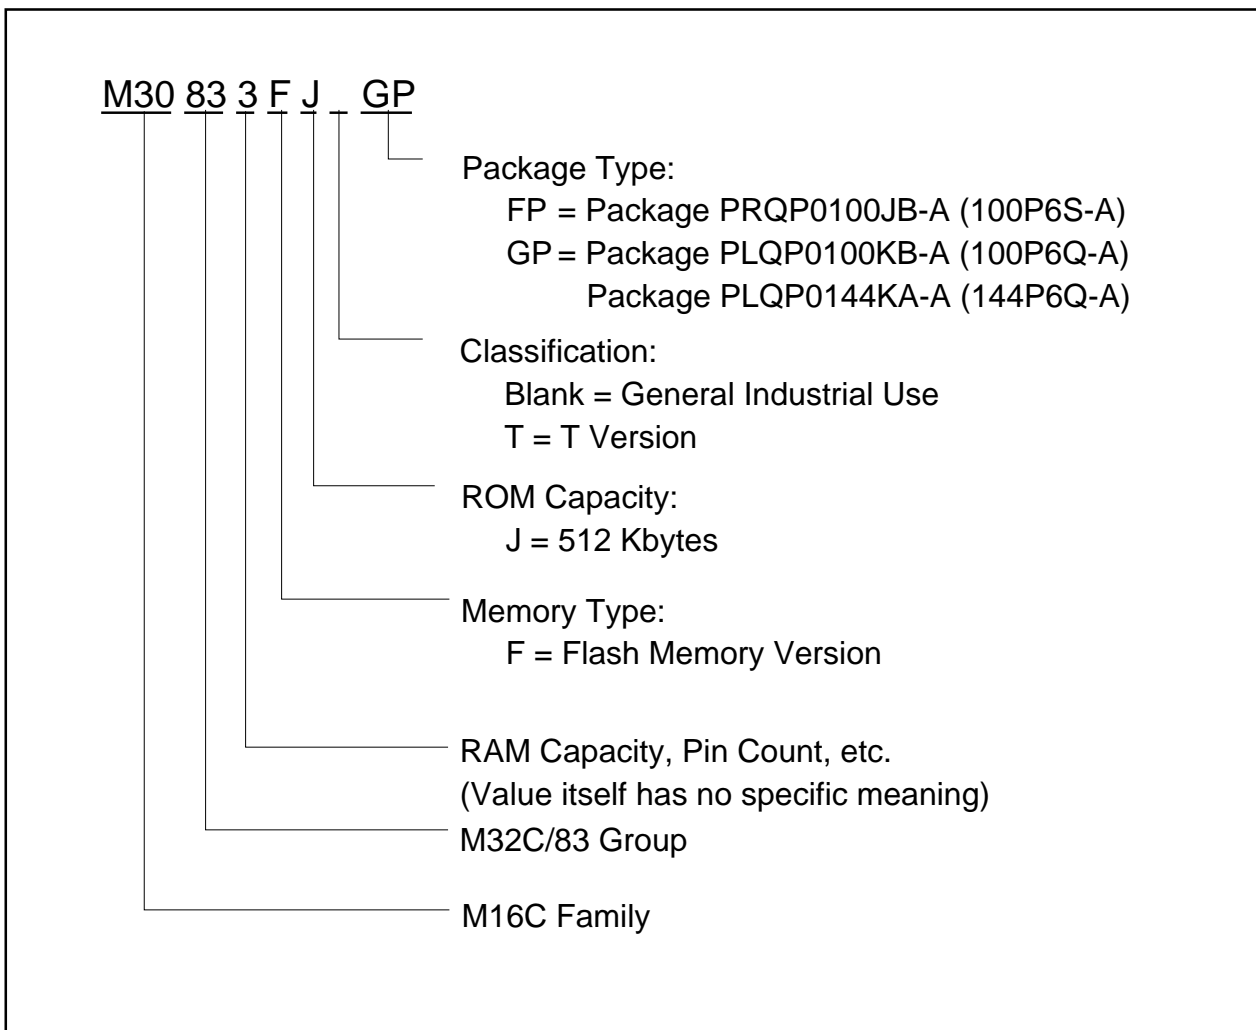 M30 83 3 F J _ GP
Package Type:
FP = Package PRQP0100JB-A (100P6S-A)
GP = Package PLQP0100KB-A (100P6Q-A)
Package PLQP0144KA-A (144P6Q-A)
Classification:
Blank = General Industrial Use
T = T Version
ROM Capacity:
J = 512 Kbytes
Memory Type:
F = Flash Memory Version
RAM Capacity, Pin Count, etc.
(Value itself has no specific meaning)
M32C/83 Group
M16C Family